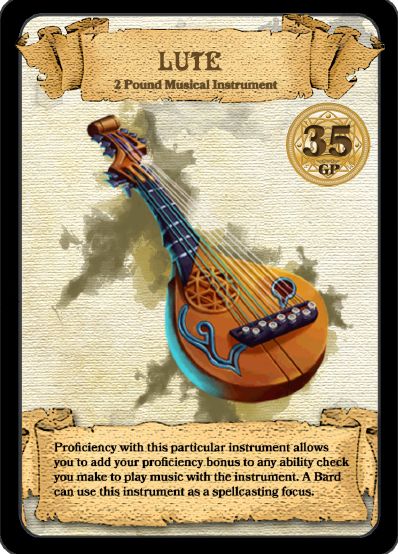 LUTE
2 Pound Musical Instrument
35
GP
Proficiency with this particular instrument allows
you to add your proficiency bonus to any ability check
you make to play music with the instrument. A Bard
can use this instrument as a spellcasting focus.